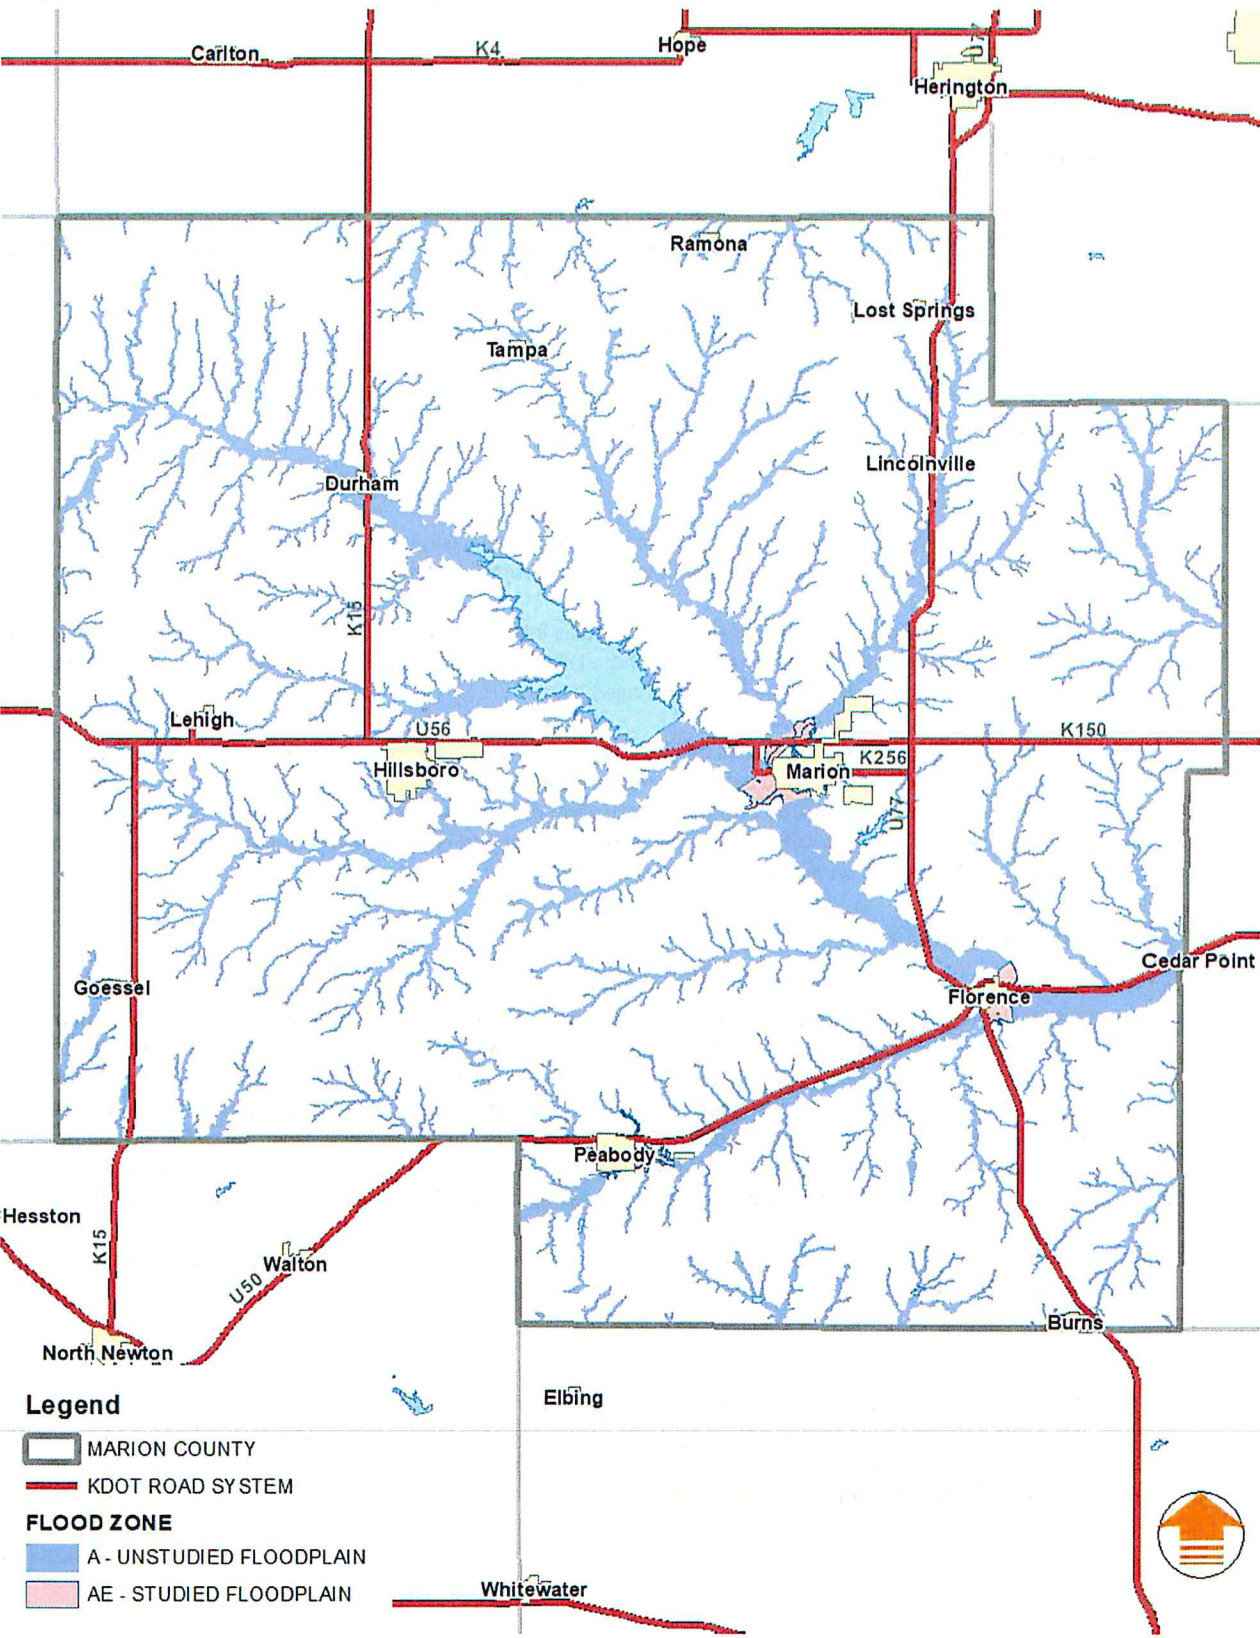 Carlton
K4
Hope
Herington
Ramona
Lost Springs
Tampa
Lincolnville
Durham
K15
Lehigh
U56
K150
Hillsboro
Marion
K256
U77
Cedar Point
Goessel
Florence
Peabody
Hesston
K15
Walton
U50
Burns
North Newton
Elbing
Legend
MARION COUNTY
KDOT ROAD SYSTEM
FLOOD ZONE
A - UNSTUDIED FLOODPLAIN
AE - STUDIED FLOODPLAIN
Whitewater